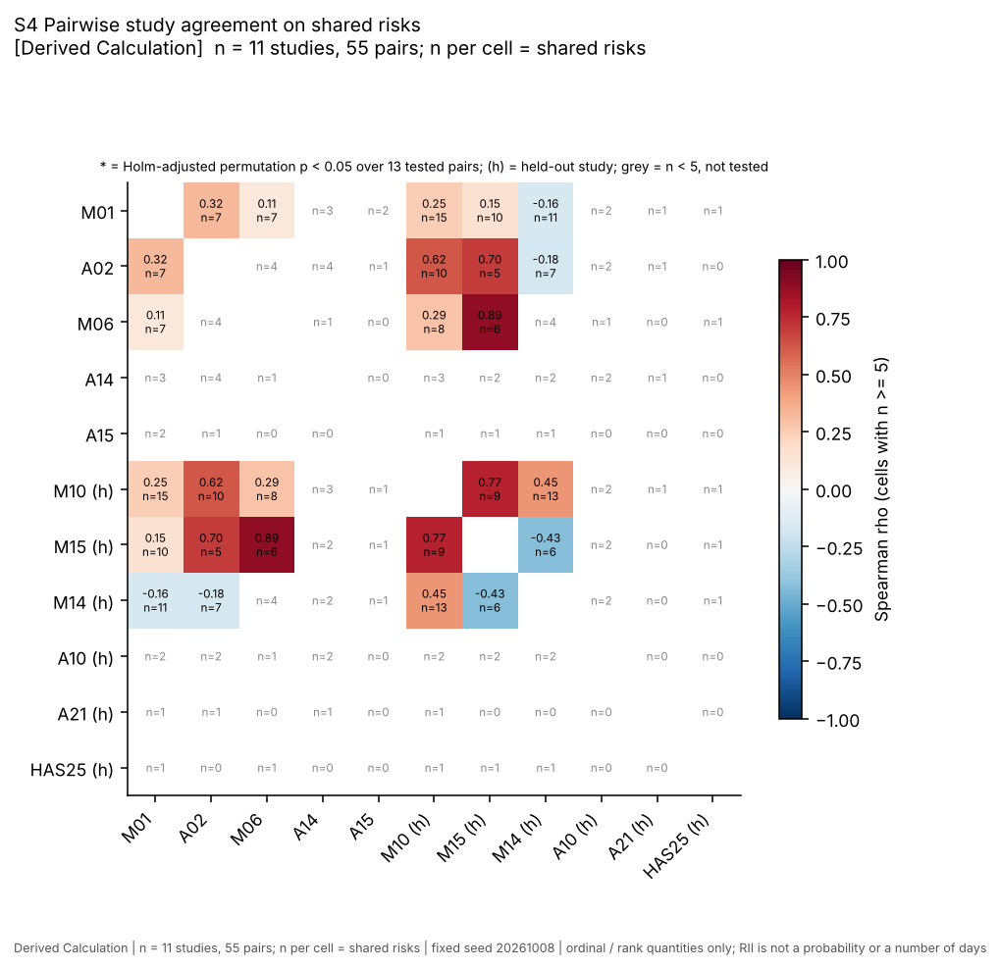 S4 Pairwise study agreement on shared risks
[Derived Calculation]  n = 11 studies, 55 pairs; n per cell = shared risks
* = Holm-adjusted permutation p < 0.05 over 13 tested pairs; (h) = held-out study; grey = n < 5, not tested
M01
0.32 0.11 0.25 0.15 -0.16
n=7 n=7 n=3 n=2 n=15 n=10 n=11 n=2 n=1 n=1
A02
0.32 0.62 0.70 -0.18
n=7 n=4 n=4 n=1 n=10 n=5 n=7 n=2 n=1 n=0
M06
0.11 0.29 0.89
n=7 n=4 n=1 n=0 n=8 n=6 n=4 n=1 n=0 n=1
A14
n=3 n=4 n=1 n=0 n=3 n=2 n=2 n=2 n=1 n=0
A15
n=2 n=1 n=0 n=0 n=1 n=1 n=1 n=0 n=0 n=0
M10 (h)
0.25 0.62 0.29 0.77 0.45
n=15 n=10 n=8 n=3 n=1 n=9 n=13 n=2 n=1 n=1
M15 (h)
0.15 0.70 0.89 0.77 -0.43
n=10 n=5 n=6 n=2 n=1 n=9 n=6 n=2 n=0 n=1
M14 (h)
-0.16 -0.18 0.45 -0.43
n=11 n=7 n=4 n=2 n=1 n=13 n=6 n=2 n=0 n=1
A10 (h)
n=2 n=2 n=1 n=2 n=0 n=2 n=2 n=2 n=0 n=0
A21 (h)
n=1 n=1 n=0 n=1 n=0 n=1 n=0 n=0 n=0 n=0
HAS25 (h)
n=1 n=0 n=1 n=0 n=0 n=1 n=1 n=1 n=0 n=0
M01
A02
M06
A14
A15
M10 (h)
M15 (h)
M14 (h)
A10 (h)
A21 (h)
HAS25 (h)
1.00
0.75
0.50
0.25
0.00
−0.25
−0.50
−0.75
−1.00
Spearman rho (cells with n >= 5)
Derived Calculation | n = 11 studies, 55 pairs; n per cell = shared risks | fixed seed 20261008 | ordinal / rank quantities only; RII is not a probability or a number of days